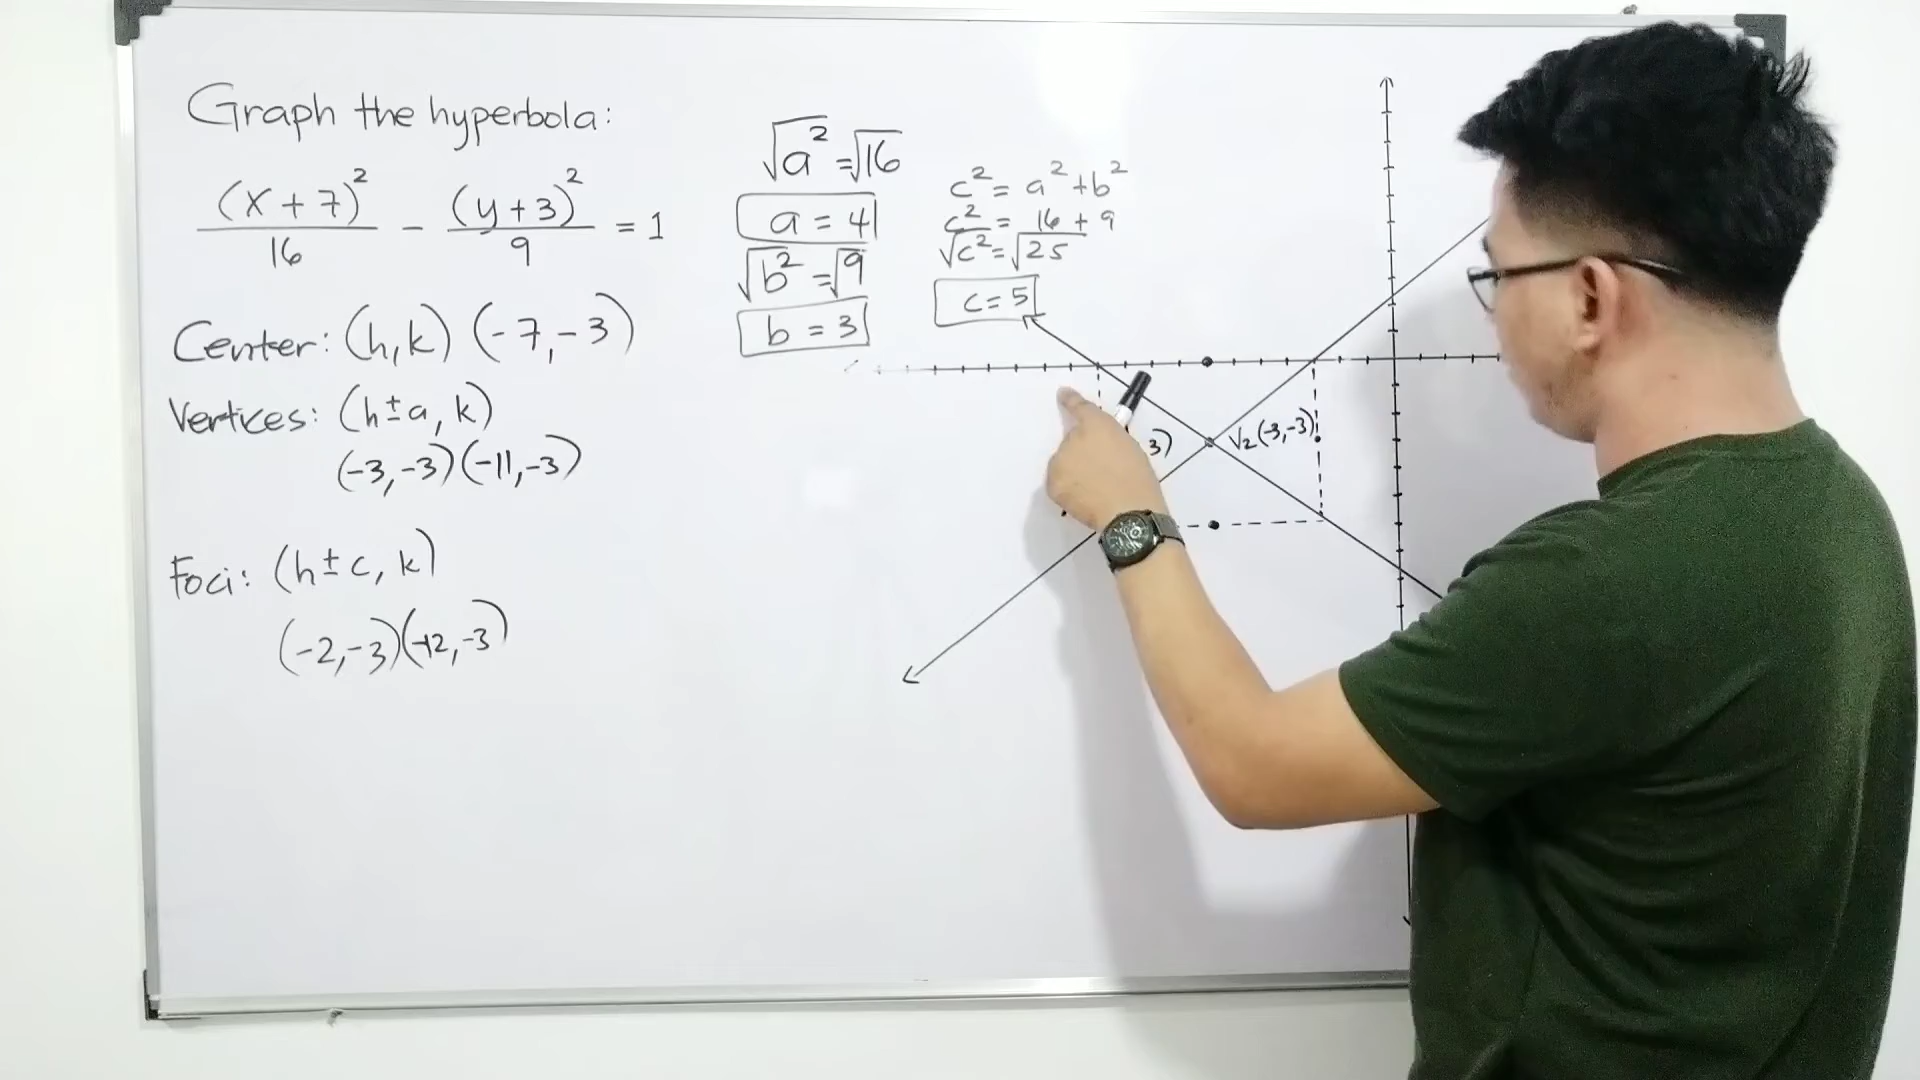 Graph the hyperbola:
(x+7)²/16 - (y+3)²/9 = 1
Center: (h,k) (-7,-3)
Vertices: (h±a, k)
(-3,-3)(-11,-3)
Foci: (h±c, k)
(-2,-3)(-12,-3)
√a² = √16
a = 4
√b² = √9
b = 3
c² = a² + b²
c² = 16 + 9
√c² = √25
c = 5
3)
V₂(-3,-3)